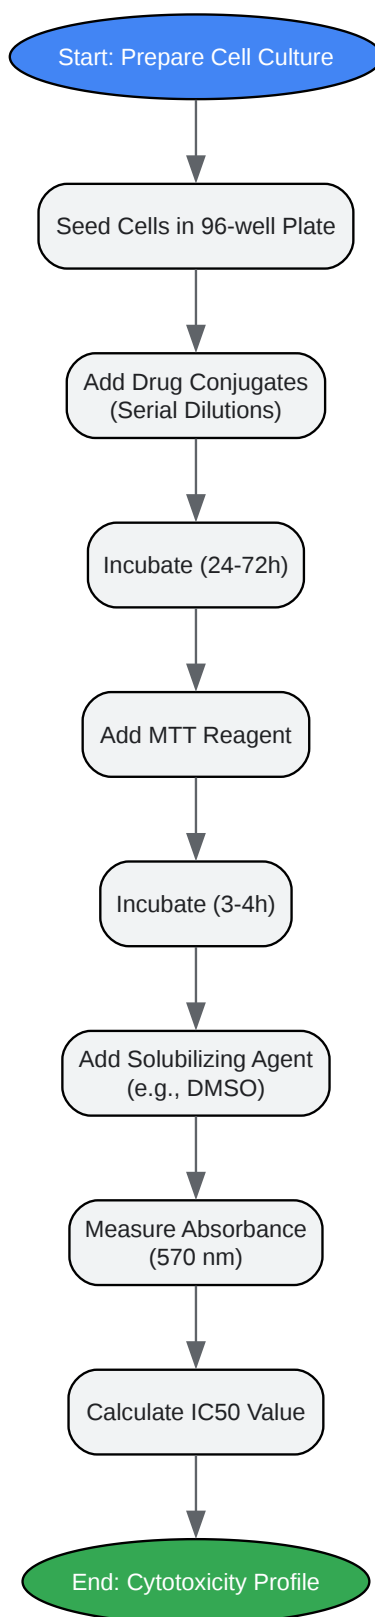 Start: Prepare Cell Culture
Seed Cells in 96-well Plate
Add Drug Conjugates
(Serial Dilutions)
Incubate (24-72h)
Add MTT Reagent
Incubate (3-4h)
Add Solubilizing Agent
(e.g., DMSO)
Measure Absorbance
(570 nm)
Calculate IC50 Value
End: Cytotoxicity Profile